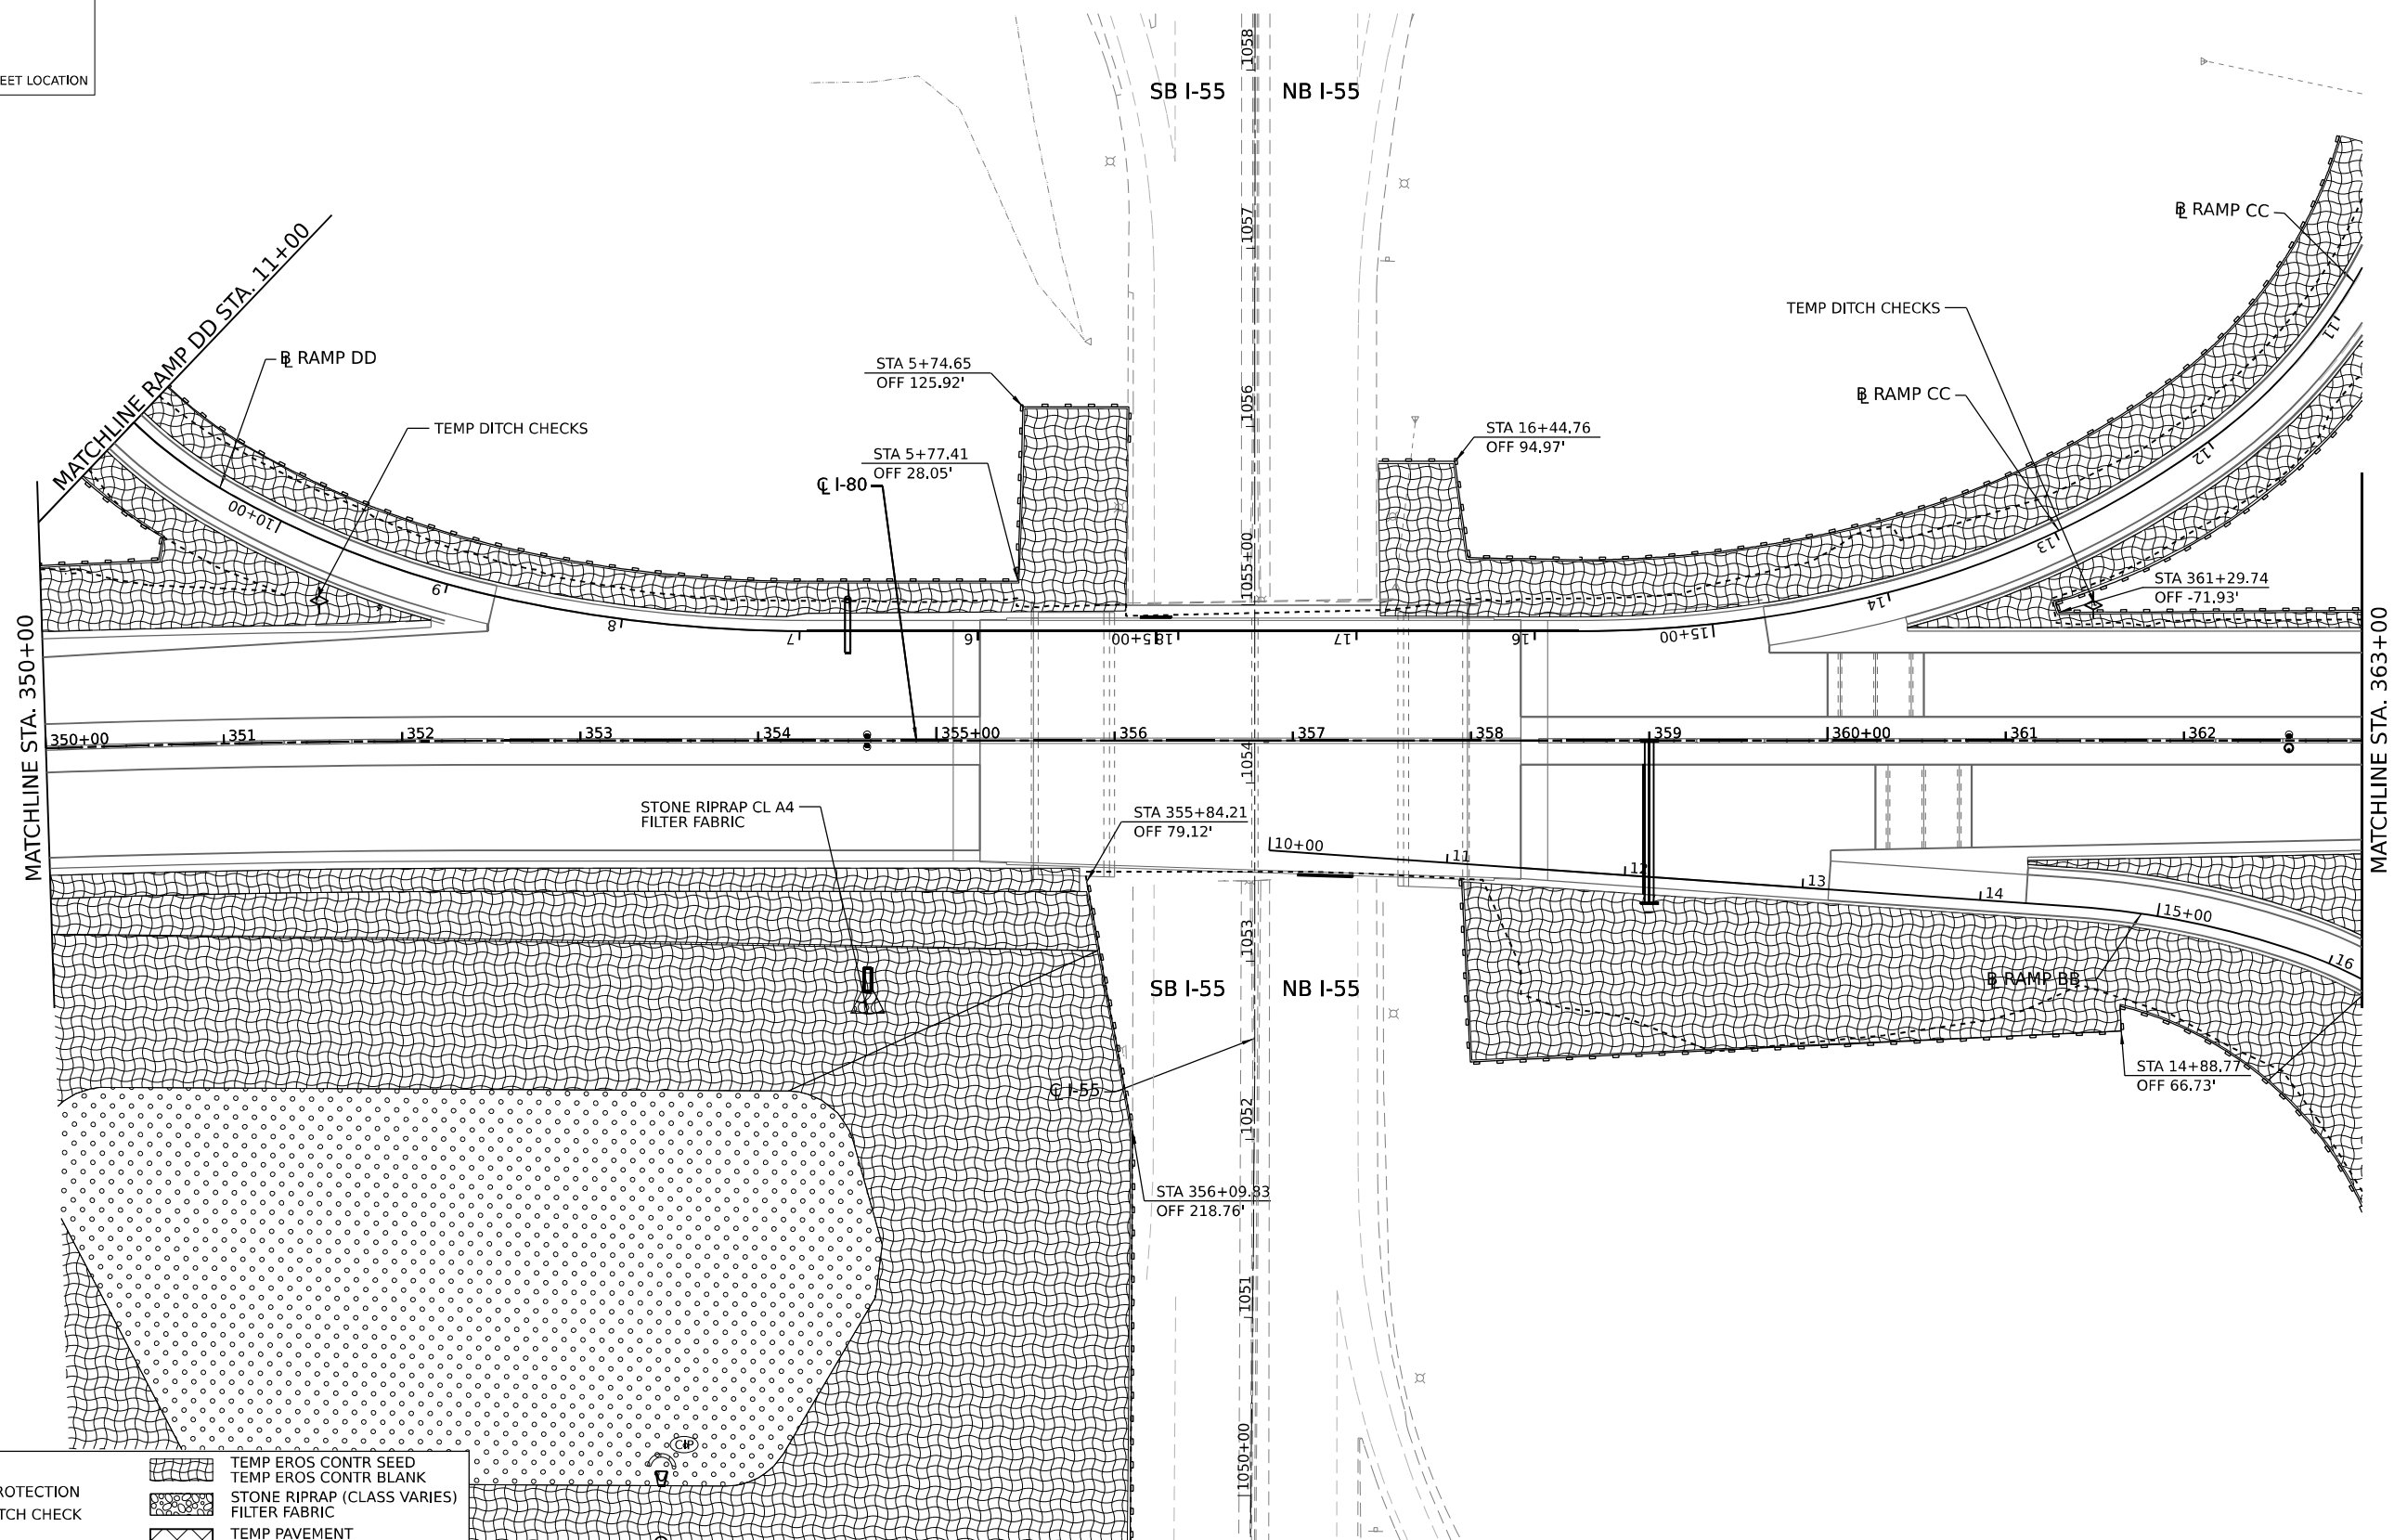 EET LOCATION
SB I-55
NB I-55
1058
1057
1056
1055+00
1054
1053
1052
1051
1050+00
MATCHLINE RAMP DD STA. 11+00
℄ RAMP DD
TEMP DITCH CHECKS
STA 5+74.65
OFF 125.92'
STA 5+77.41
OFF 28.05'
℄ I-80
STA 16+44.76
OFF 94.97'
TEMP DITCH CHECKS
℄ RAMP CC
℄ RAMP CC
STA 361+29.74
OFF -71.93'
10+00
9
8
7
6
5+00
18
17
16
15+00
14
13
12
11
MATCHLINE STA. 350+00
350+00
351
352
353
354
355+00
356
357
358
359
360+00
361
362
MATCHLINE STA. 363+00
STONE RIPRAP CL A4
FILTER FABRIC
STA 355+84.21
OFF 79.12'
10+00
11
12
13
14
15+00
16
SB I-55
NB I-55
℄ RAMP BB
℄ I-55
STA 14+88.77
OFF 66.73'
STA 356+09.83
OFF 218.76'
CIP
ROTECTION
TCH CHECK
TEMP EROS CONTR SEED
TEMP EROS CONTR BLANK
STONE RIPRAP (CLASS VARIES)
FILTER FABRIC
TEMP PAVEMENT